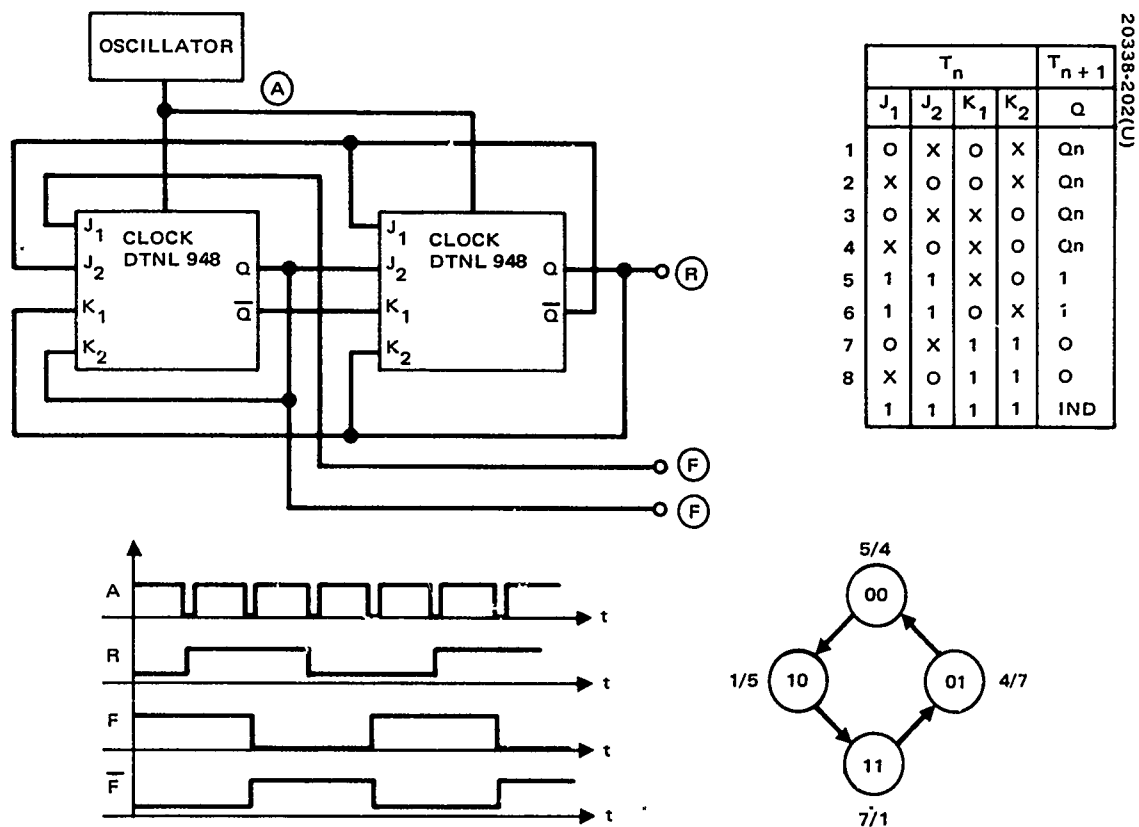 20338-202(U)
OSCILLATOR
A
J1
J2
K1
K2
CLOCK
DTNL 948
Q
Q̅
J1
J2
K1
K2
CLOCK
DTNL 948
Q
Q̅
R
F
F
Tn Tn + 1
J1 J2 K1 K2 Q
1 O X O X Qn
2 X O O X Qn
3 O X X O Qn
4 X O X O Qn
5 1 1 X O 1
6 1 1 O X 1
7 O X 1 1 O
8 X O 1 1 O
1 1 1 1 IND
A t
R t
F t
F̅ t
5/4
00
1/5 10
01 4/7
11
7/1